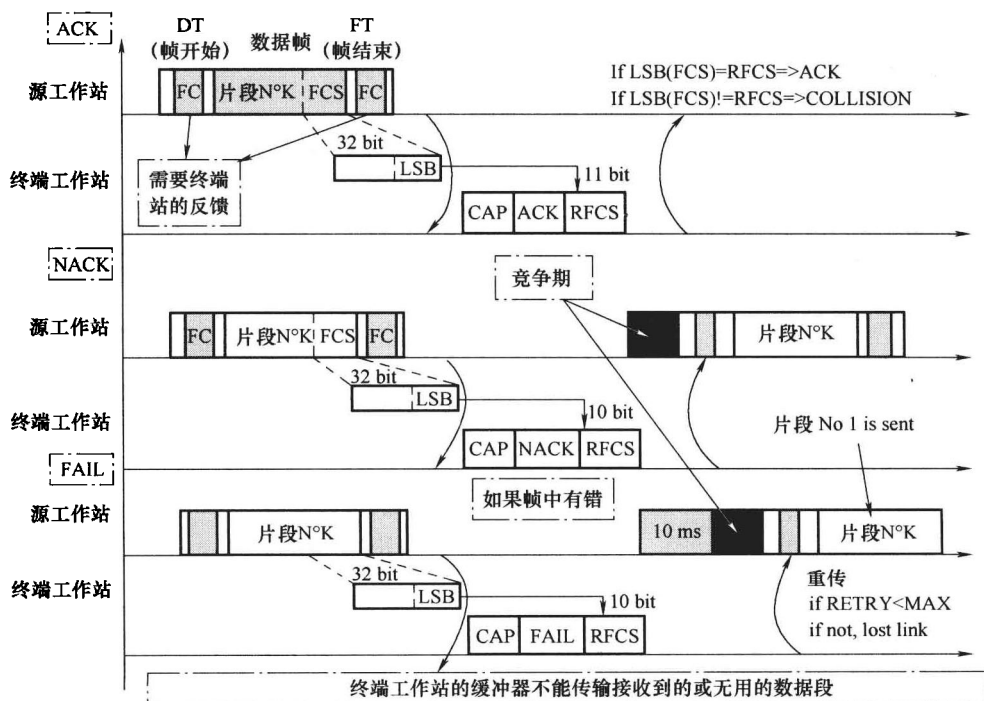 ACK
DT
(帧开始)
数据帧
FT
(帧结束)
源工作站
FC
片段N°K
FCS
FC
If LSB(FCS)=RFCS=>ACK
If LSB(FCS)!=RFCS=>COLLISION
32 bit
LSB
终端工作站
需要终端
站的反馈
11 bit
CAP
ACK
RFCS
NACK
竞争期
源工作站
FC
片段N°K
FCS
FC
片段N°K
32 bit
LSB
终端工作站
10 bit
CAP
NACK
RFCS
片段 No 1 is sent
FAIL
如果帧中有错
源工作站
片段N°K
10 ms
片段N°K
32 bit
LSB
终端工作站
10 bit
CAP
FAIL
RFCS
重传
if RETRY<MAX
if not, lost link
终端工作站的缓冲器不能传输接收到的或无用的数据段